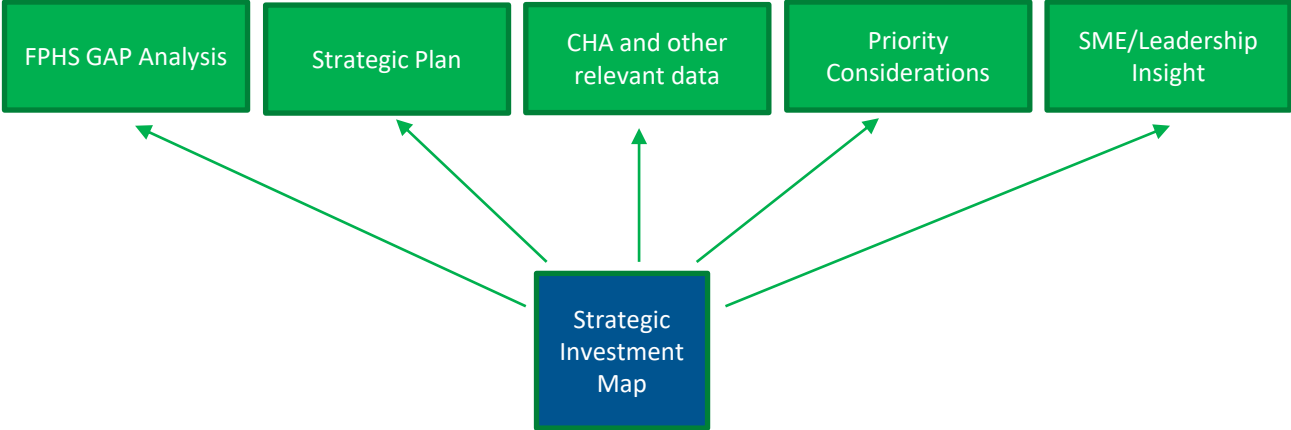 FPHS GAP Analysis
Strategic Plan
CHA and other
relevant data
Priority
Considerations
SME/Leadership
Insight
Strategic
Investment
Map